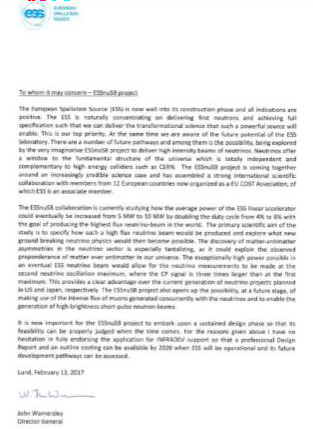 ess
EUROPEAN
SPALLATION
SOURCE
To whom it may concern – ESSnuSB project
The European Spallation Source (ESS) is now well into its construction phase and all indications are
positive. The ESS is naturally concentrating on delivering first neutrons and achieving full
specification such that we can deliver the transformational science that such a powerful source will
enable. This is our top priority. At the same time we are aware of the future potential of the ESS
laboratory. There are a number of future pathways and among them is the possibility, being explored
by the very imaginative ESSnuSB project to deliver high intensity beams of neutrinos. Neutrinos offer
a window to the fundamental structure of the universe which is totally independent and
complementary to high energy colliders such as CERN. The ESSnuSB project is coming together
around an increasingly credible science case and has assembled a strong international scientific
collaboration with members from 12 European countries now organized as a EU COST Association, of
which ESS is an associate member.
The ESSnuSB collaboration is currently studying how the average power of the ESS linear accelerator
could eventually be increased from 5 MW to 10 MW by doubling the duty cycle from 4% to 8% with
the goal of producing the highest flux neutrino-beam in the world. The primary scientific aim of the
study is to specify how such a high flux neutrino beam would be produced and explore what new
ground breaking neutrino physics would then become possible. The discovery of matter-antimatter
asymmetries in the neutrino sector is especially tantalizing, as it could explain the observed
preponderance of matter over antimatter in our universe. The exceptionally high power possible in
an eventual ESS neutrino beam would allow for the neutrino measurements to be made at the
second neutrino oscillation maximum, where the CP signal is three times larger than at the first
maximum. This provides a clear advantage over the current generation of neutrino projects planned
in US and Japan, respectively. The ESSnuSB project also opens up the possibility, at a future stage, of
making use of the intense flux of muons generated concurrently with the neutrinos and to enable the
generation of high-brightness short pulse neutron beams.
It is now important for the ESSnuSB project to embark upon a sustained design phase so that its
feasibility can be properly judged when the time comes. For the reasons given above I have no
hesitation in fully endorsing the application for INFRADEV support so that a professional Design
Report and an outline costing can be available by 2020 when ESS will be operational and its future
development pathways can be assessed.
Lund, February 13, 2017
John Womersley
Director General